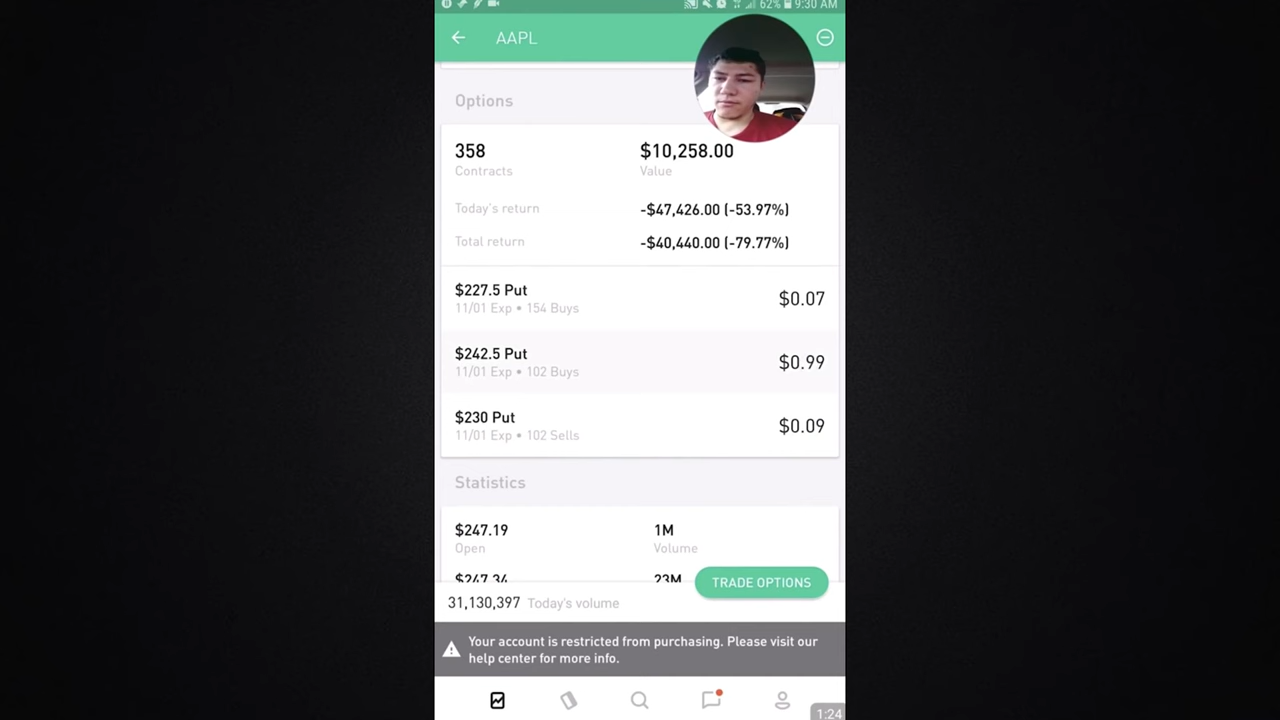 62% 9:30 AM
AAPL
Options
358 $10,258.00
Contracts Value
Today's return -$47,426.00 (-53.97%)
Total return -$40,440.00 (-79.77%)
$227.5 Put $0.07
11/01 Exp • 154 Buys
$242.5 Put $0.99
11/01 Exp • 102 Buys
$230 Put $0.09
11/01 Exp • 102 Sells
Statistics
$247.19 1M
Open Volume
$247.34 23M
TRADE OPTIONS
31,130,397 Today's volume
Your account is restricted from purchasing. Please visit our
help center for more info.
1:24